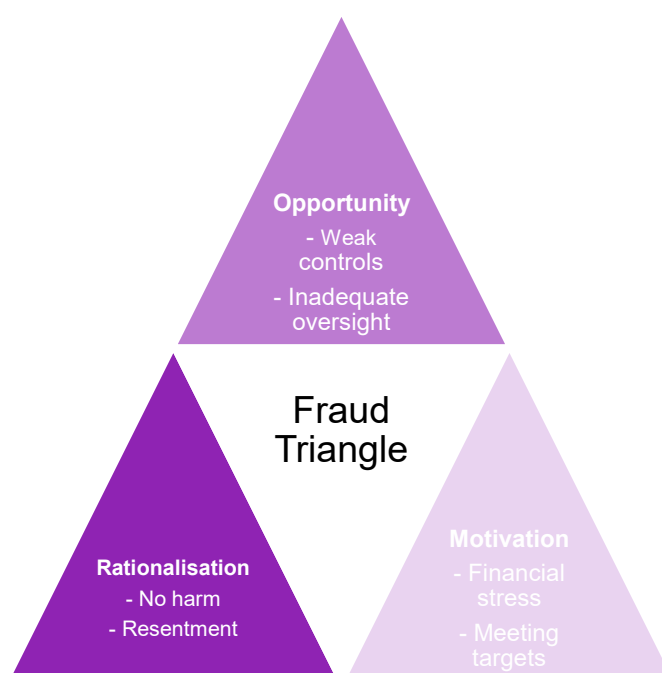 Opportunity
- Weak
controls
- Inadequate
oversight
Fraud
Triangle
Rationalisation
- No harm
- Resentment
Motivation
- Financial
stress
- Meeting
targets